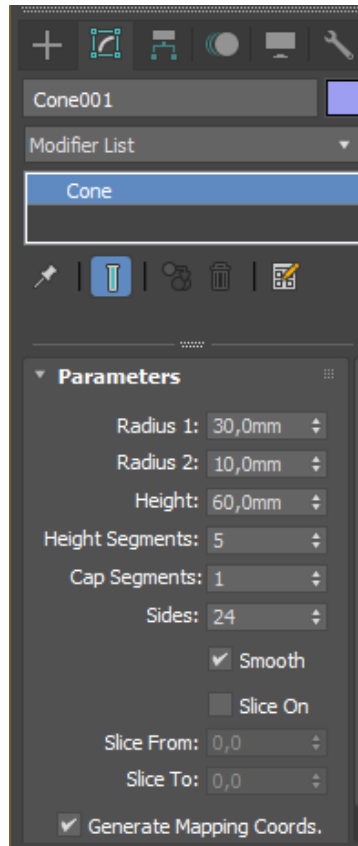 Cone001
Modifier List
Cone
Parameters
Radius 1: 30,0mm
Radius 2: 10,0mm
Height: 60,0mm
Height Segments: 5
Cap Segments: 1
Sides: 24
Smooth
Slice On
Slice From: 0,0
Slice To: 0,0
Generate Mapping Coords.